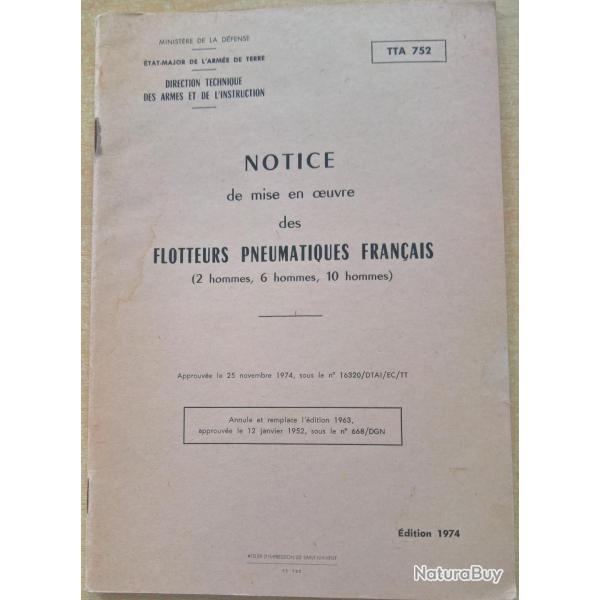 MINISTÈRE DE LA DÉFENSE
ÉTAT-MAJOR DE L'ARMÉE DE TERRE
DIRECTION TECHNIQUE
DES ARMES ET DE L'INSTRUCTION
TTA 752
NOTICE
de mise en œuvre
des
FLOTTEURS PNEUMATIQUES FRANÇAIS
(2 hommes, 6 hommes, 10 hommes)
Approuvée le 25 novembre 1974, sous le n° 16320/DTAI/EC/TT
Annule et remplace l'édition 1963,
approuvée le 12 janvier 1952, sous le n° 668/DGN
Édition 1974
ATELIER D'IMPRESSION DE
NaturaBuy